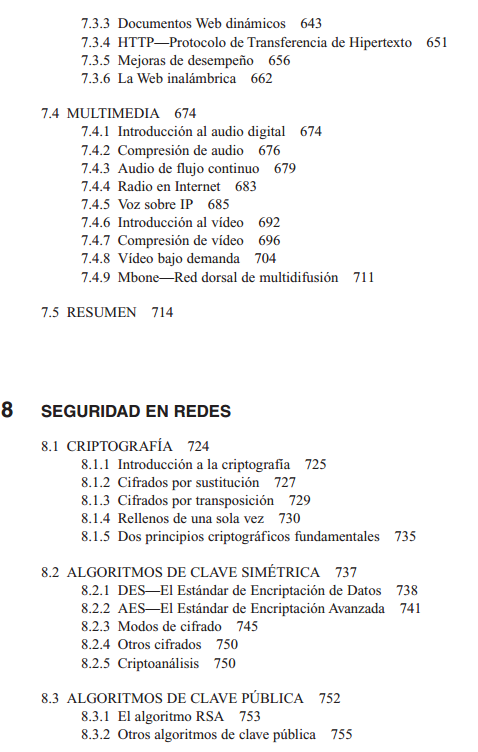 7.3.3 Documentos Web dinámicos 643
7.3.4 HTTP—Protocolo de Transferencia de Hipertexto 651
7.3.5 Mejoras de desempeño 656
7.3.6 La Web inalámbrica 662
7.4 MULTIMEDIA 674
7.4.1 Introducción al audio digital 674
7.4.2 Compresión de audio 676
7.4.3 Audio de flujo continuo 679
7.4.4 Radio en Internet 683
7.4.5 Voz sobre IP 685
7.4.6 Introducción al vídeo 692
7.4.7 Compresión de vídeo 696
7.4.8 Vídeo bajo demanda 704
7.4.9 Mbone—Red dorsal de multidifusión 711
7.5 RESUMEN 714
8 SEGURIDAD EN REDES
8.1 CRIPTOGRAFÍA 724
8.1.1 Introducción a la criptografía 725
8.1.2 Cifrados por sustitución 727
8.1.3 Cifrados por transposición 729
8.1.4 Rellenos de una sola vez 730
8.1.5 Dos principios criptográficos fundamentales 735
8.2 ALGORITMOS DE CLAVE SIMÉTRICA 737
8.2.1 DES—El Estándar de Encriptación de Datos 738
8.2.2 AES—El Estándar de Encriptación Avanzada 741
8.2.3 Modos de cifrado 745
8.2.4 Otros cifrados 750
8.2.5 Criptoanálisis 750
8.3 ALGORITMOS DE CLAVE PÚBLICA 752
8.3.1 El algoritmo RSA 753
8.3.2 Otros algoritmos de clave pública 755